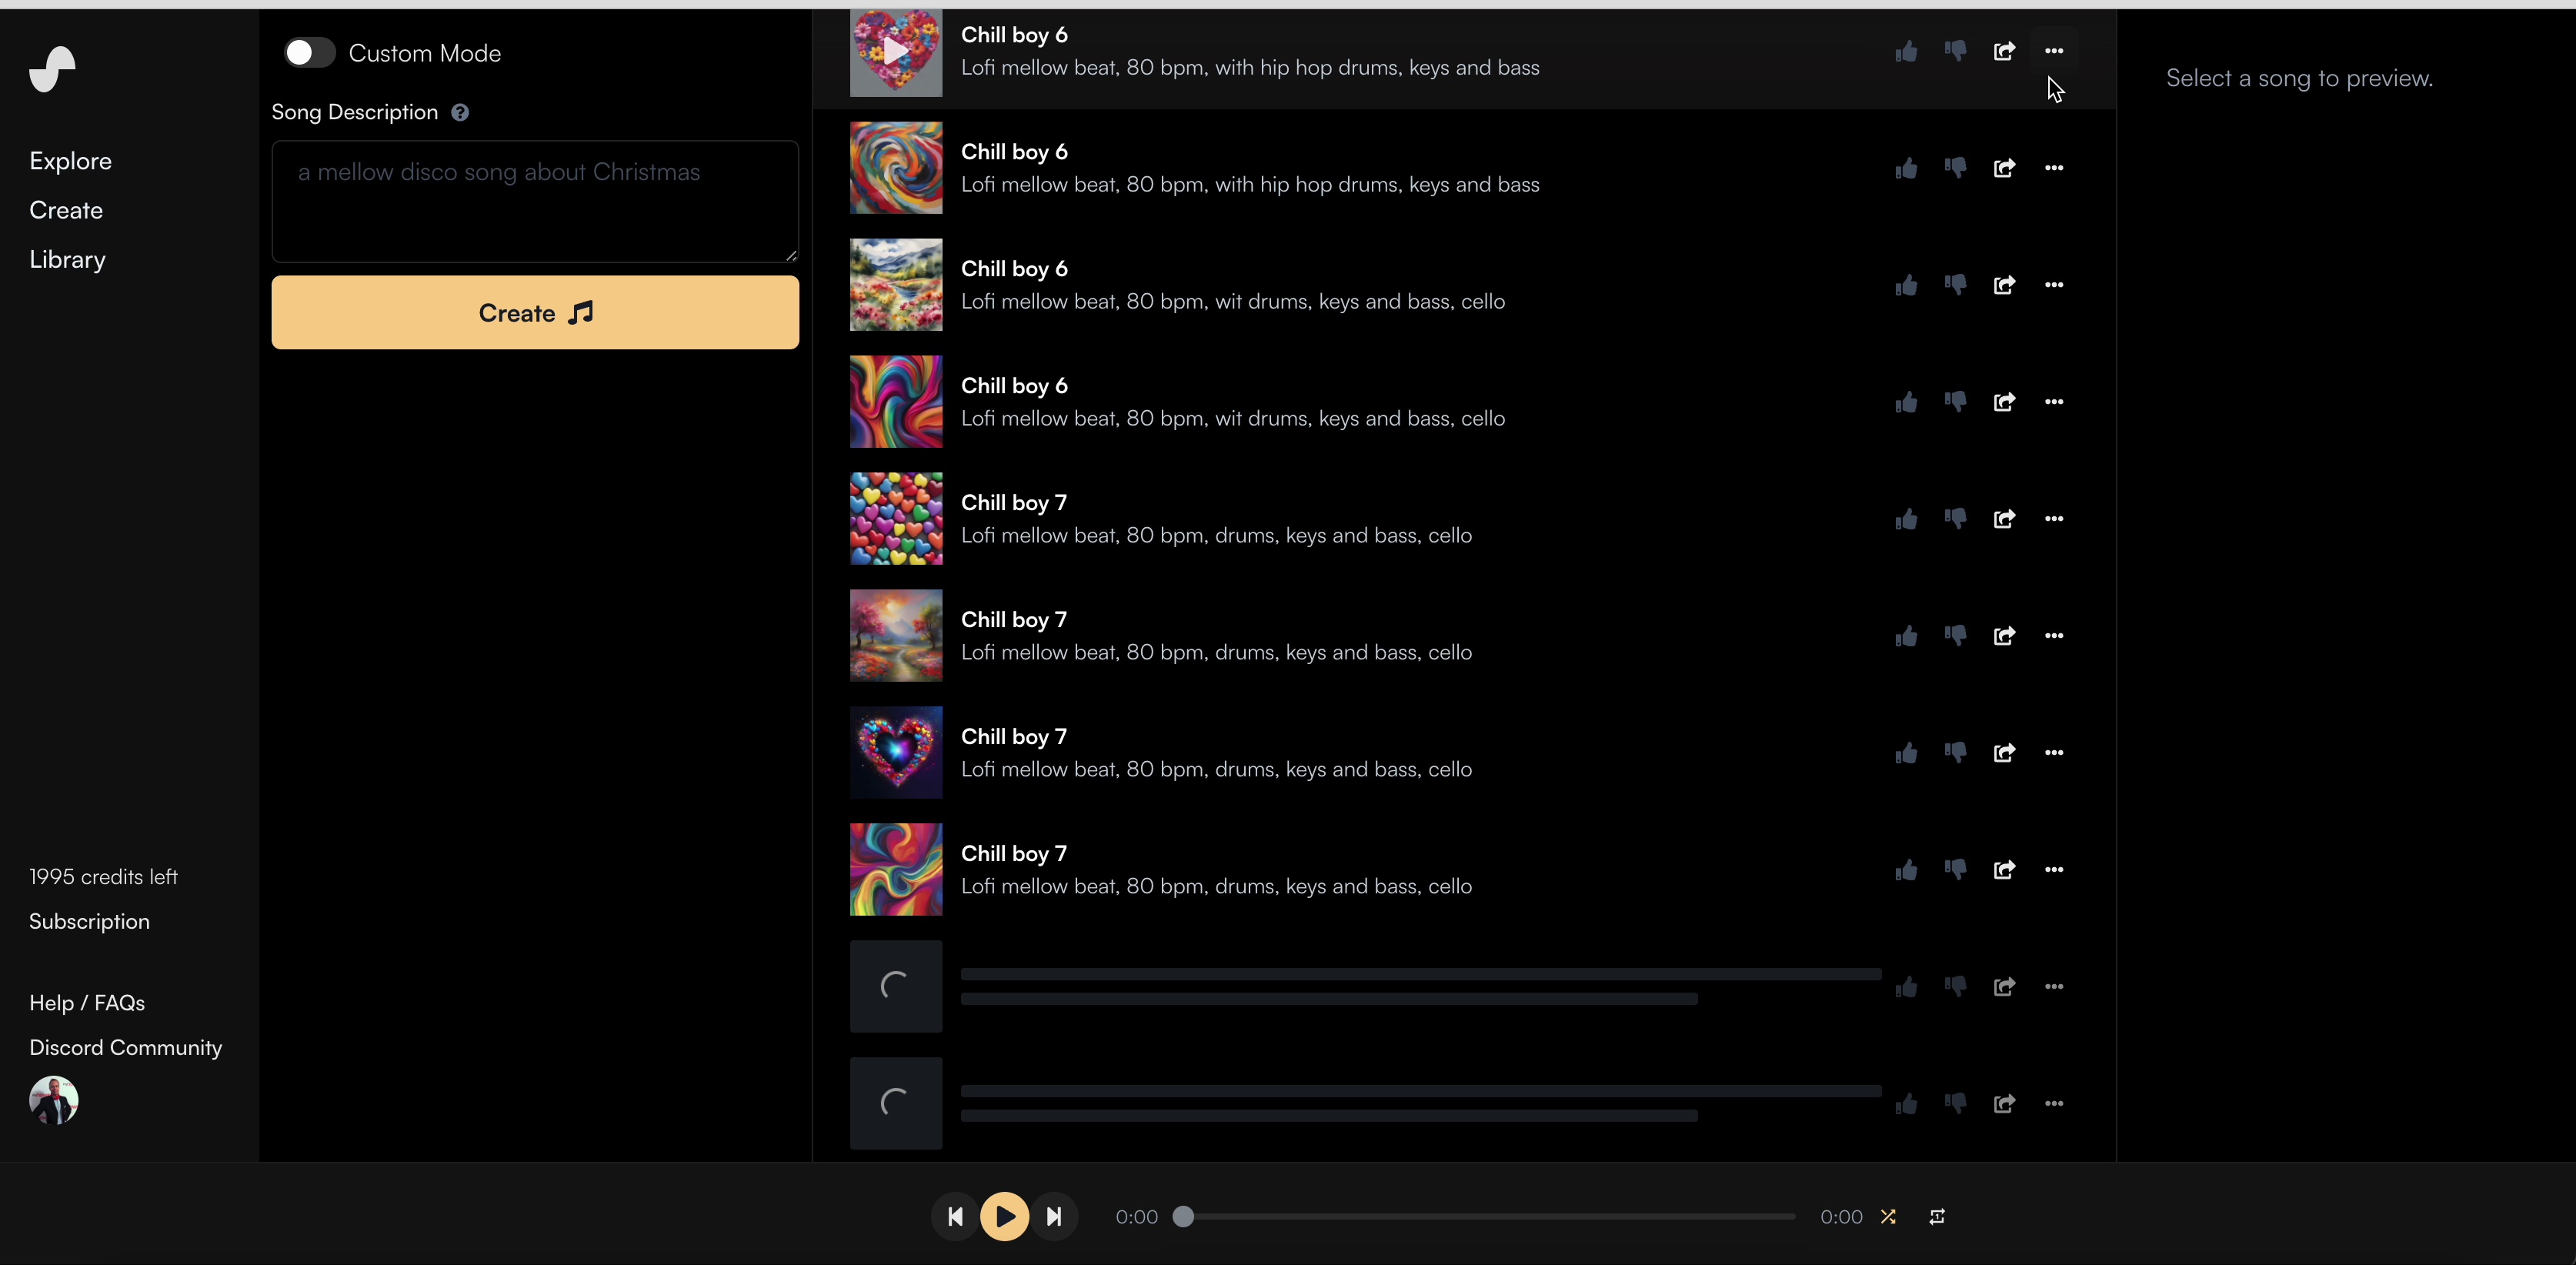 Explore
Create
Library
1995 credits left
Subscription
Help / FAQs
Discord Community
Custom Mode
Song Description ?
a mellow disco song about Christmas
Create
Chill boy 6
Lofi mellow beat, 80 bpm, with hip hop drums, keys and bass
Chill boy 6
Lofi mellow beat, 80 bpm, with hip hop drums, keys and bass
Chill boy 6
Lofi mellow beat, 80 bpm, wit drums, keys and bass, cello
Chill boy 6
Lofi mellow beat, 80 bpm, wit drums, keys and bass, cello
Chill boy 7
Lofi mellow beat, 80 bpm, drums, keys and bass, cello
Chill boy 7
Lofi mellow beat, 80 bpm, drums, keys and bass, cello
Chill boy 7
Lofi mellow beat, 80 bpm, drums, keys and bass, cello
Chill boy 7
Lofi mellow beat, 80 bpm, drums, keys and bass, cello
Select a song to preview.
0:00
0:00